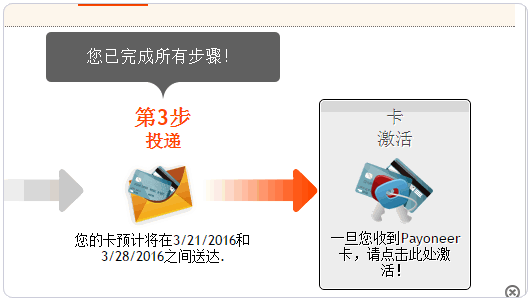 您已完成所有步骤！
第3步
投递
您的卡预计将在3/21/2016和
3/28/2016之间送达.
卡
激活
一旦您收到Payoneer
卡，请点击此处激
活！